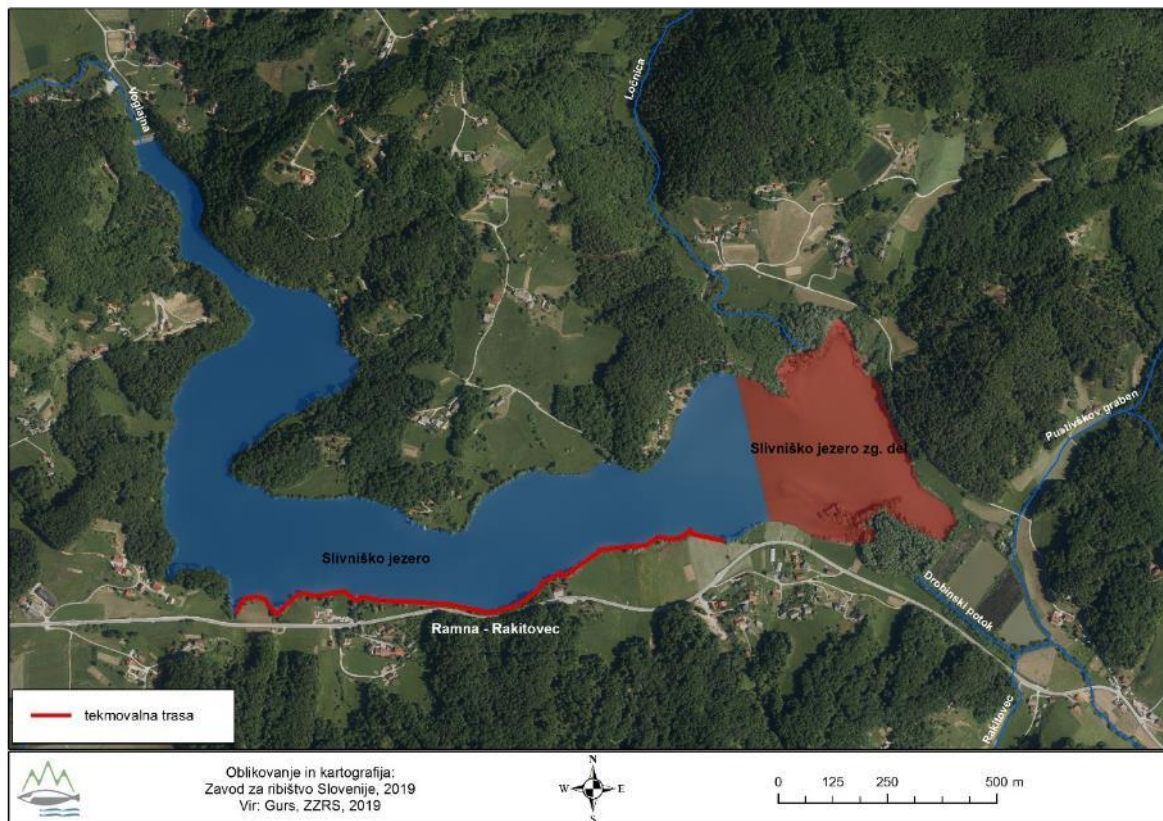 Voglajna
Ločnica
Pustivškov graben
Slivniško jezero zg. del
Slivniško jezero
Drobinski potok
Ramna - Rakitovec
Rakitovec
tekmovalna trasa
Oblikovanje in kartografija:
Zavod za ribištvo Slovenije, 2019
Vir: Gurs, ZZRS, 2019
N
W E
S
0 125 250 500 m